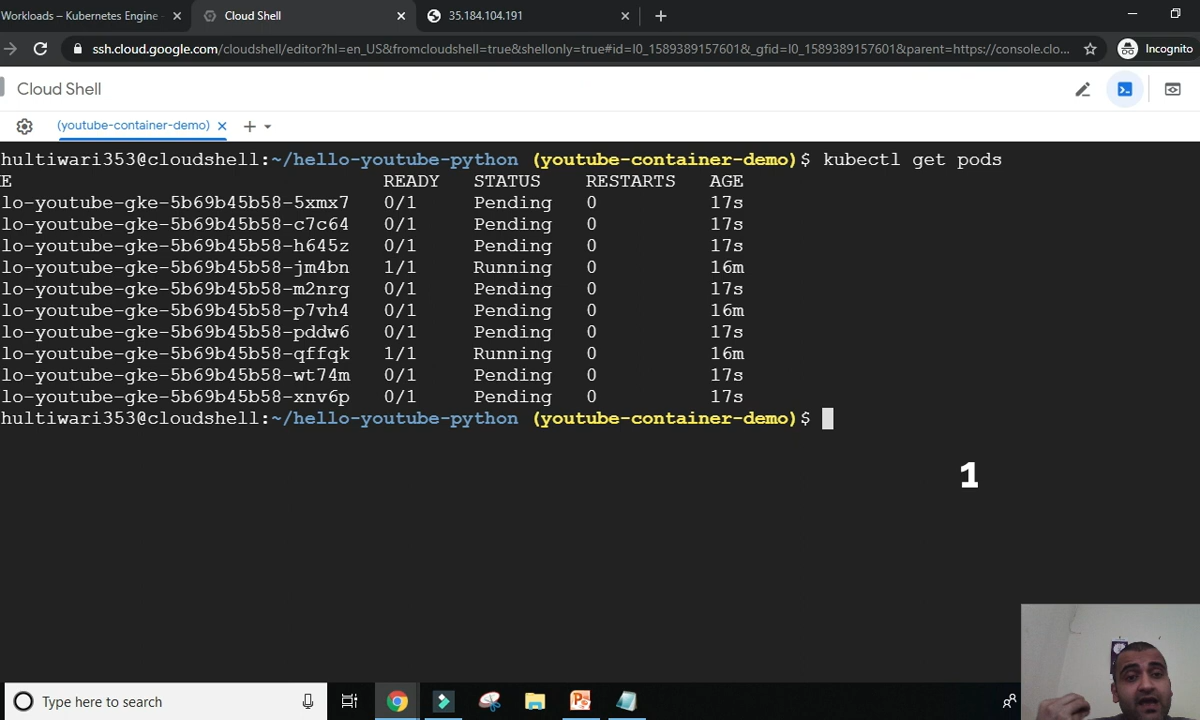 Workloads – Kubernetes Engine
Cloud Shell
35.184.104.191
ssh.cloud.google.com/cloudshell/editor?hl=en_US&fromcloudshell=true&shellonly=true#id=I0_1589389157601&_gfid=I0_1589389157601&parent=https://console.clo...
Incognito
Cloud Shell
(youtube-container-demo)
hultiwari353@cloudshell:~/hello-youtube-python (youtube-container-demo)$ kubectl get pods
E READY STATUS RESTARTS AGE
lo-youtube-gke-5b69b45b58-5xmx7 0/1 Pending 0 17s
lo-youtube-gke-5b69b45b58-c7c64 0/1 Pending 0 17s
lo-youtube-gke-5b69b45b58-h645z 0/1 Pending 0 17s
lo-youtube-gke-5b69b45b58-jm4bn 1/1 Running 0 16m
lo-youtube-gke-5b69b45b58-m2nrg 0/1 Pending 0 17s
lo-youtube-gke-5b69b45b58-p7vh4 0/1 Pending 0 16m
lo-youtube-gke-5b69b45b58-pddw6 0/1 Pending 0 17s
lo-youtube-gke-5b69b45b58-qffqk 1/1 Running 0 16m
lo-youtube-gke-5b69b45b58-wt74m 0/1 Pending 0 17s
lo-youtube-gke-5b69b45b58-xnv6p 0/1 Pending 0 17s
hultiwari353@cloudshell:~/hello-youtube-python (youtube-container-demo)$
1
Type here to search